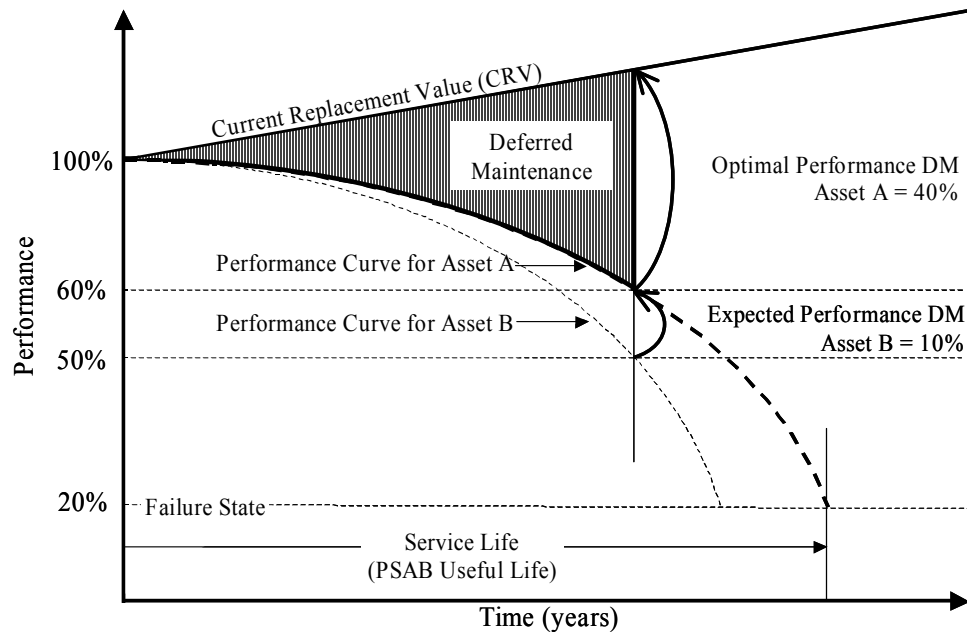 Current Replacement Value (CRV)
Deferred
Maintenance
100%
Optimal Performance DM
Asset A = 40%
Performance Curve for Asset A
60%
Performance Curve for Asset B
Expected Performance DM
Asset B = 10%
50%
Performance
20%
Failure State
Service Life
(PSAB Useful Life)
Time (years)